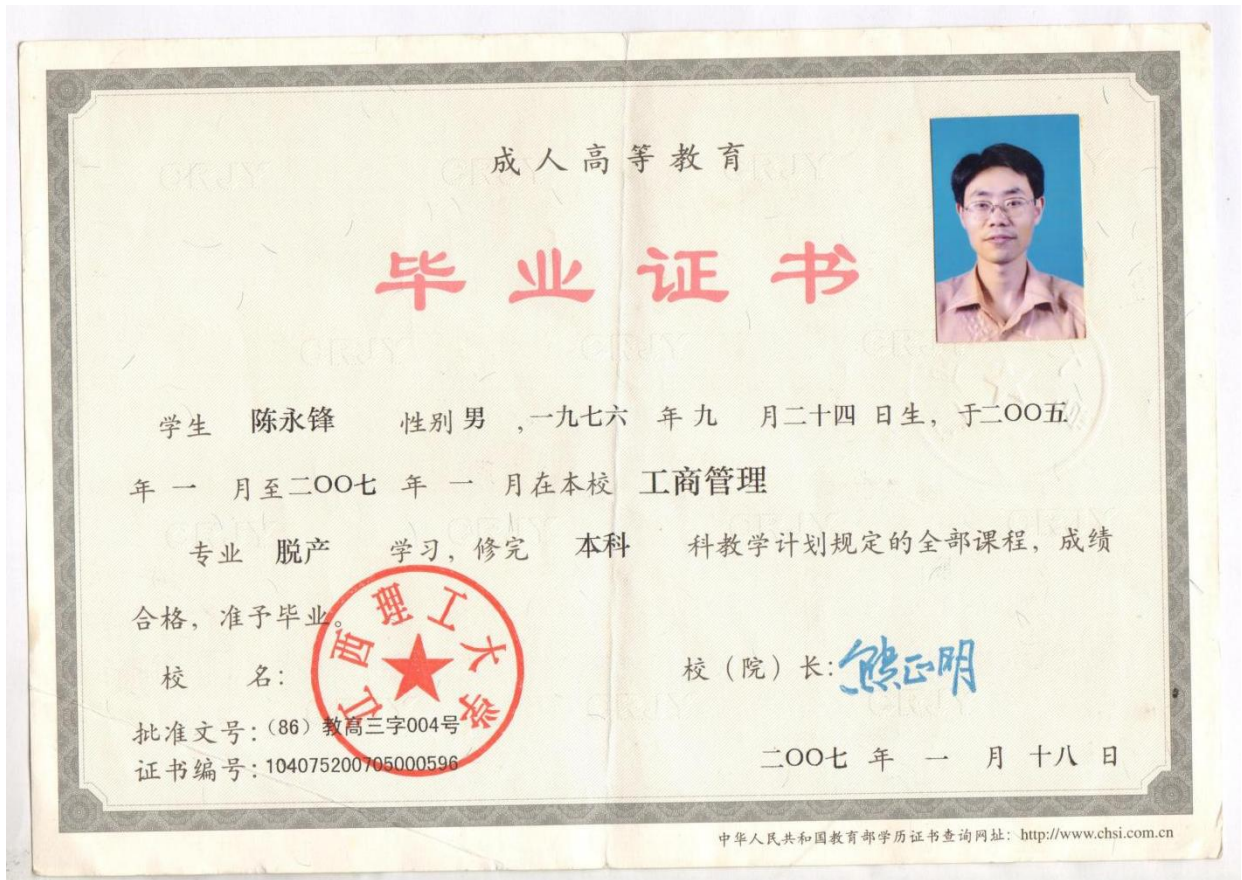 成人高等教育
毕业证书
学生 陈永锋 性别 男 ,一九七六 年 九 月二十四 日生，于二OO五
年 一 月至二OO七 年 一 月在本校 工商管理
专业 脱产 学习，修完 本科 科教学计划规定的全部课程，成绩
合格，准予毕业。
江西理工大学
校 名：
校（院）长：熊正明
批准文号：（86）教高三字004号
证书编号：104075200705000596
二OO七 年 一 月 十八 日
中华人民共和国教育部学历证书查询网址：http://www.chsi.com.cn